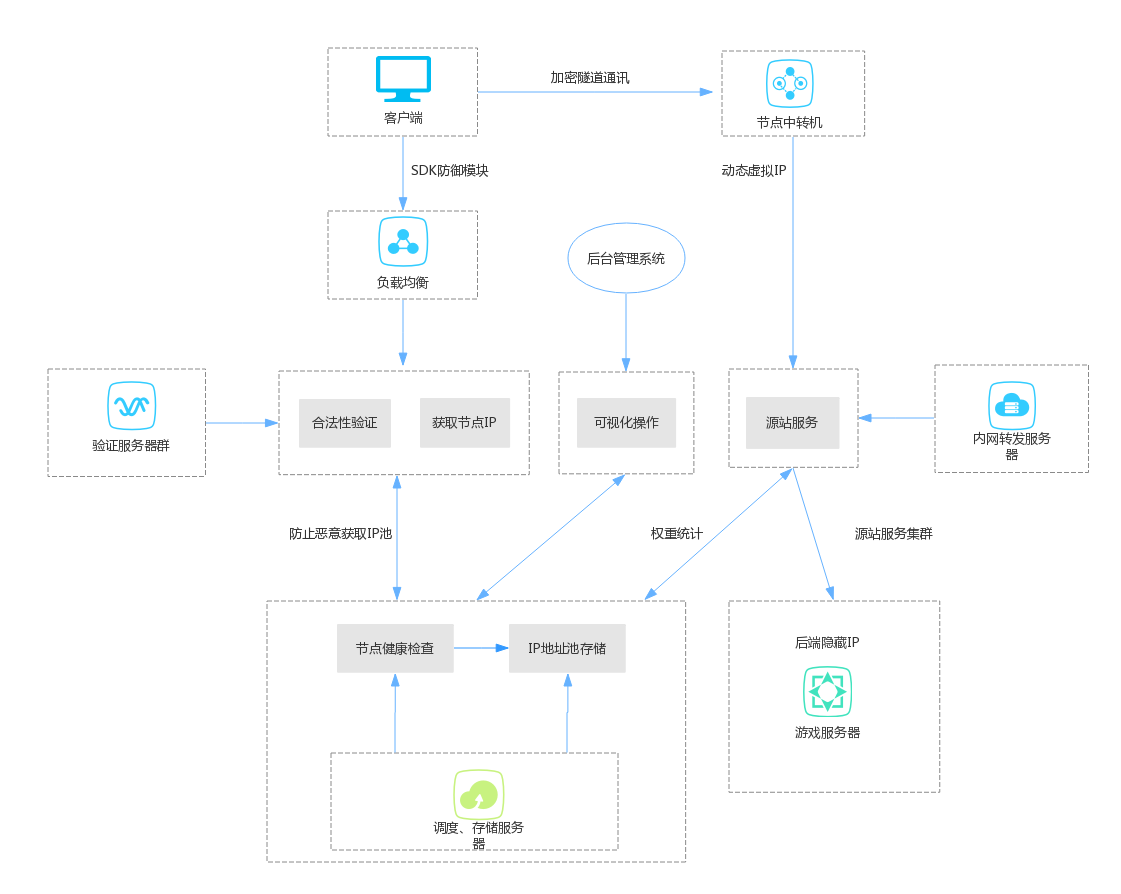 加密隧道通讯
客户端
节点中转机
SDK防御模块
动态虚拟IP
负载均衡
后台管理系统
验证服务器群
合法性验证
获取节点IP
可视化操作
源站服务
内网转发服务
器
防止恶意获取IP池
权重统计
源站服务集群
节点健康检查
IP地址池存储
后端隐藏IP
游戏服务器
调度、存储服务
器